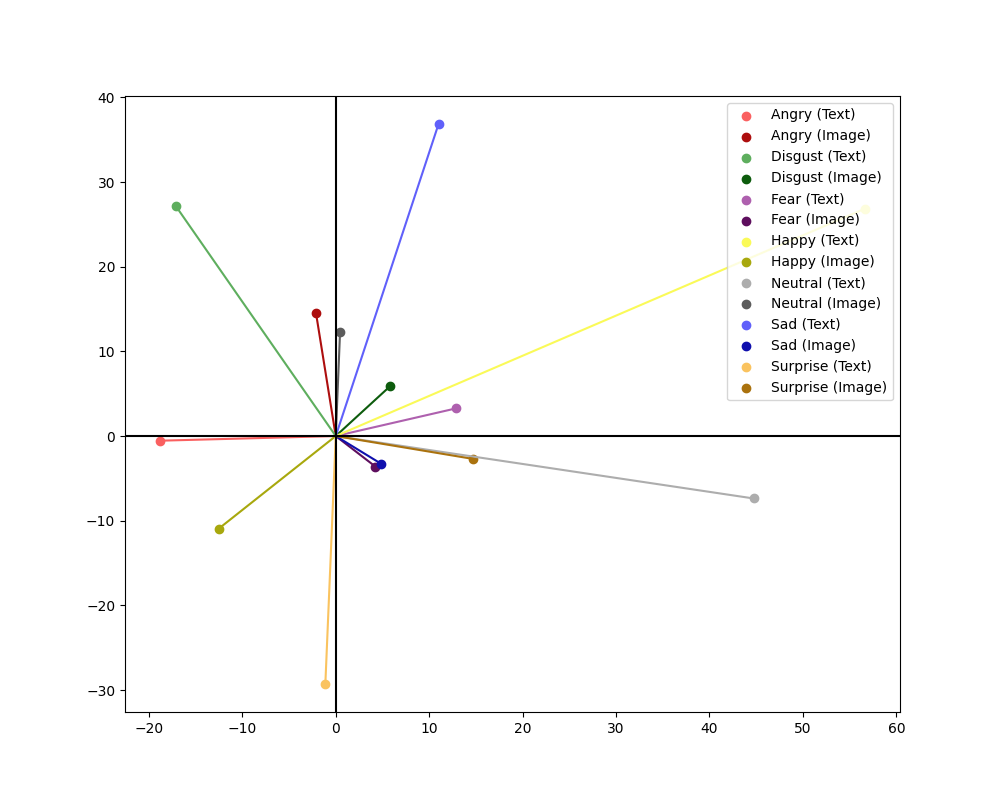 40
30
20
10
0
−10
−20
−30
−20
−10
0
10
20
30
40
50
60
Angry (Text)
Angry (Image)
Disgust (Text)
Disgust (Image)
Fear (Text)
Fear (Image)
Happy (Text)
Happy (Image)
Neutral (Text)
Neutral (Image)
Sad (Text)
Sad (Image)
Surprise (Text)
Surprise (Image)